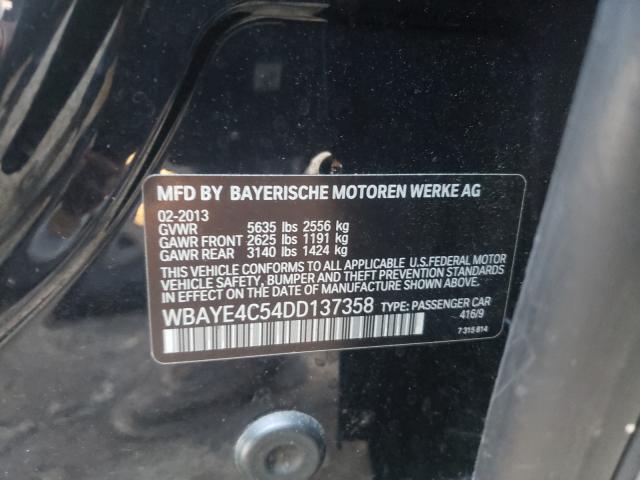 MFD BY BAYERISCHE MOTOREN WERKE AG
02-2013
GVWR 5635 lbs 2556 kg
GAWR FRONT 2625 lbs 1191 kg
GAWR REAR 3140 lbs 1424 kg
THIS VEHICLE CONFORMS TO ALL APPLICABLE U.S.FEDERAL MOTOR
VEHICLE SAFETY, BUMPER, AND THEFT PREVENTION STANDARDS
IN EFFECT ON THE DATE OF MANUFACTURE SHOWN ABOVE.
WBAYE4C54DD137358 TYPE: PASSENGER CAR
416/9
7 315 814